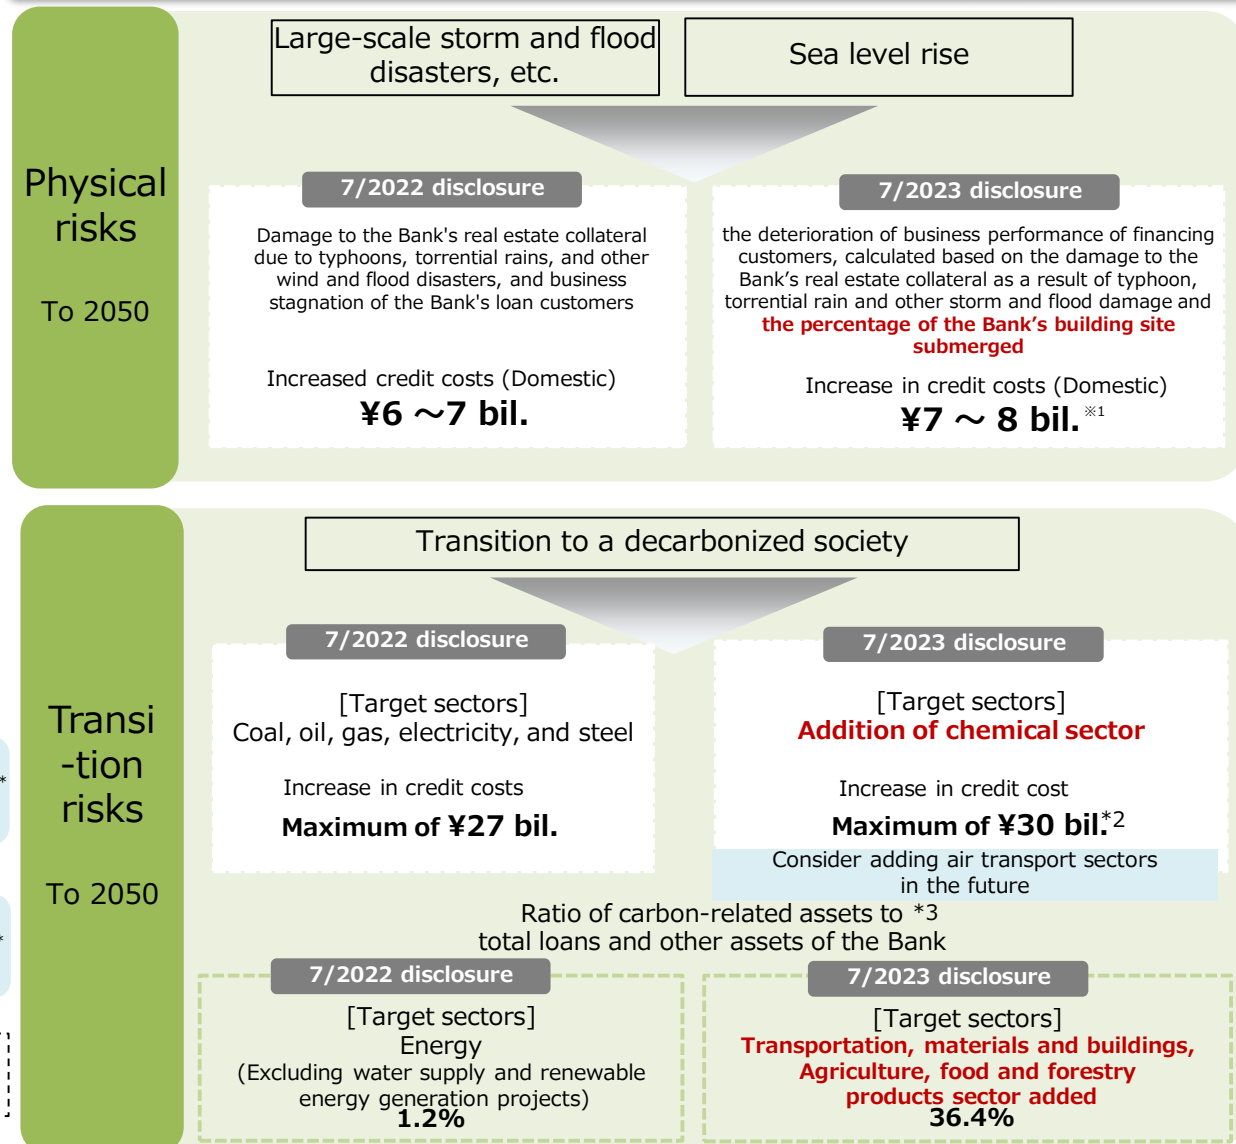 Large-scale storm and flood
disasters, etc.
Sea level rise
Physical
risks
To 2050
7/2022 disclosure
Damage to the Bank's real estate collateral
due to typhoons, torrential rains, and other
wind and flood disasters, and business
stagnation of the Bank's loan customers
Increased credit costs (Domestic)
¥6 ～7 bil.
7/2023 disclosure
the deterioration of business performance of financing
customers, calculated based on the damage to the
Bank’s real estate collateral as a result of typhoon,
torrential rain and other storm and flood damage and
the percentage of the Bank’s building site
submerged
Increase in credit costs (Domestic)
¥7 ～ 8 bil. ※1
Transition to a decarbonized society
Transi
-tion
risks
To 2050
7/2022 disclosure
[Target sectors]
Coal, oil, gas, electricity, and steel
Increase in credit costs
Maximum of ¥27 bil.
7/2023 disclosure
[Target sectors]
Addition of chemical sector
Increase in credit cost
Maximum of ¥30 bil.*2
Consider adding air transport sectors
in the future
Ratio of carbon-related assets to *3
total loans and other assets of the Bank
7/2022 disclosure
[Target sectors]
Energy
(Excluding water supply and renewable
energy generation projects)
1.2%
7/2023 disclosure
[Target sectors]
Transportation, materials and buildings,
Agriculture, food and forestry
products sector added
36.4%
*
*